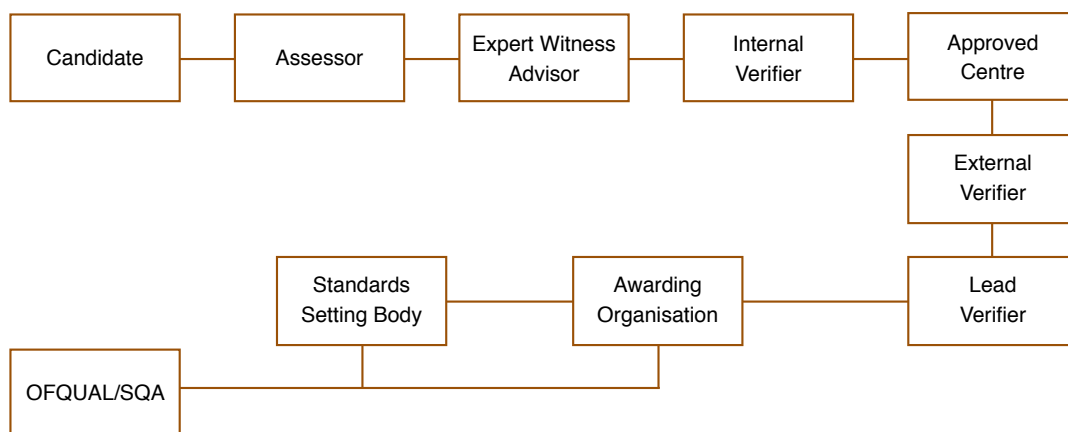 Candidate
Assessor
Expert Witness
Advisor
Internal
Verifier
Approved
Centre
External
Verifier
Lead
Verifier
Awarding
Organisation
Standards
Setting Body
OFQUAL/SQA